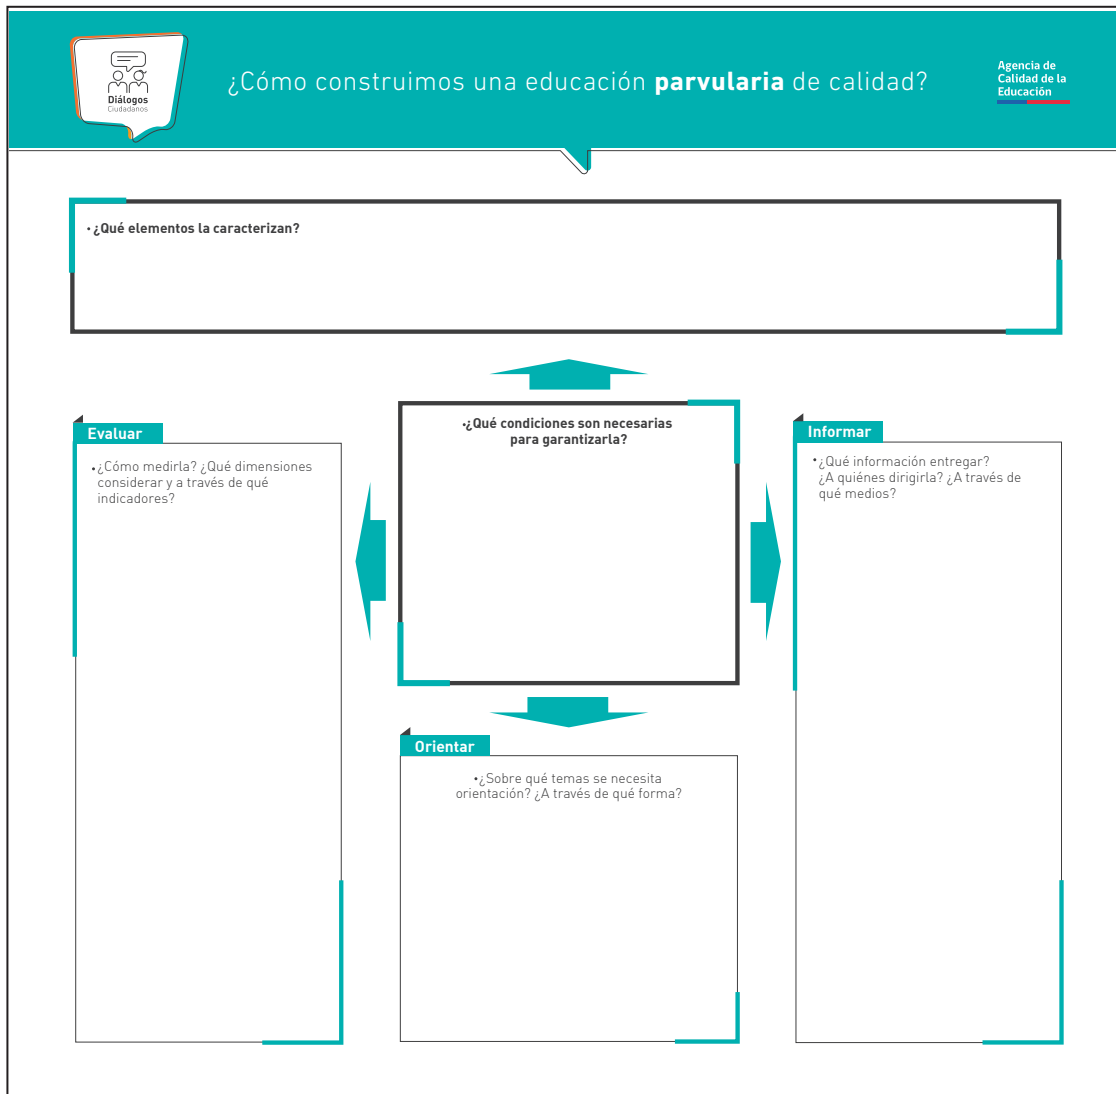 Diálogos
Ciudadanos
¿Cómo construimos una educación parvularia de calidad?
Agencia de
Calidad de la
Educación
• ¿Qué elementos la caracterizan?
•¿Qué condiciones son necesarias
para garantizarla?
Evaluar
•¿Cómo medirla? ¿Qué dimensiones
considerar y a través de qué
indicadores?
Informar
•¿Qué información entregar?
¿A quiénes dirigirla? ¿A través de
qué medios?
Orientar
•¿Sobre qué temas se necesita
orientación? ¿A través de qué forma?